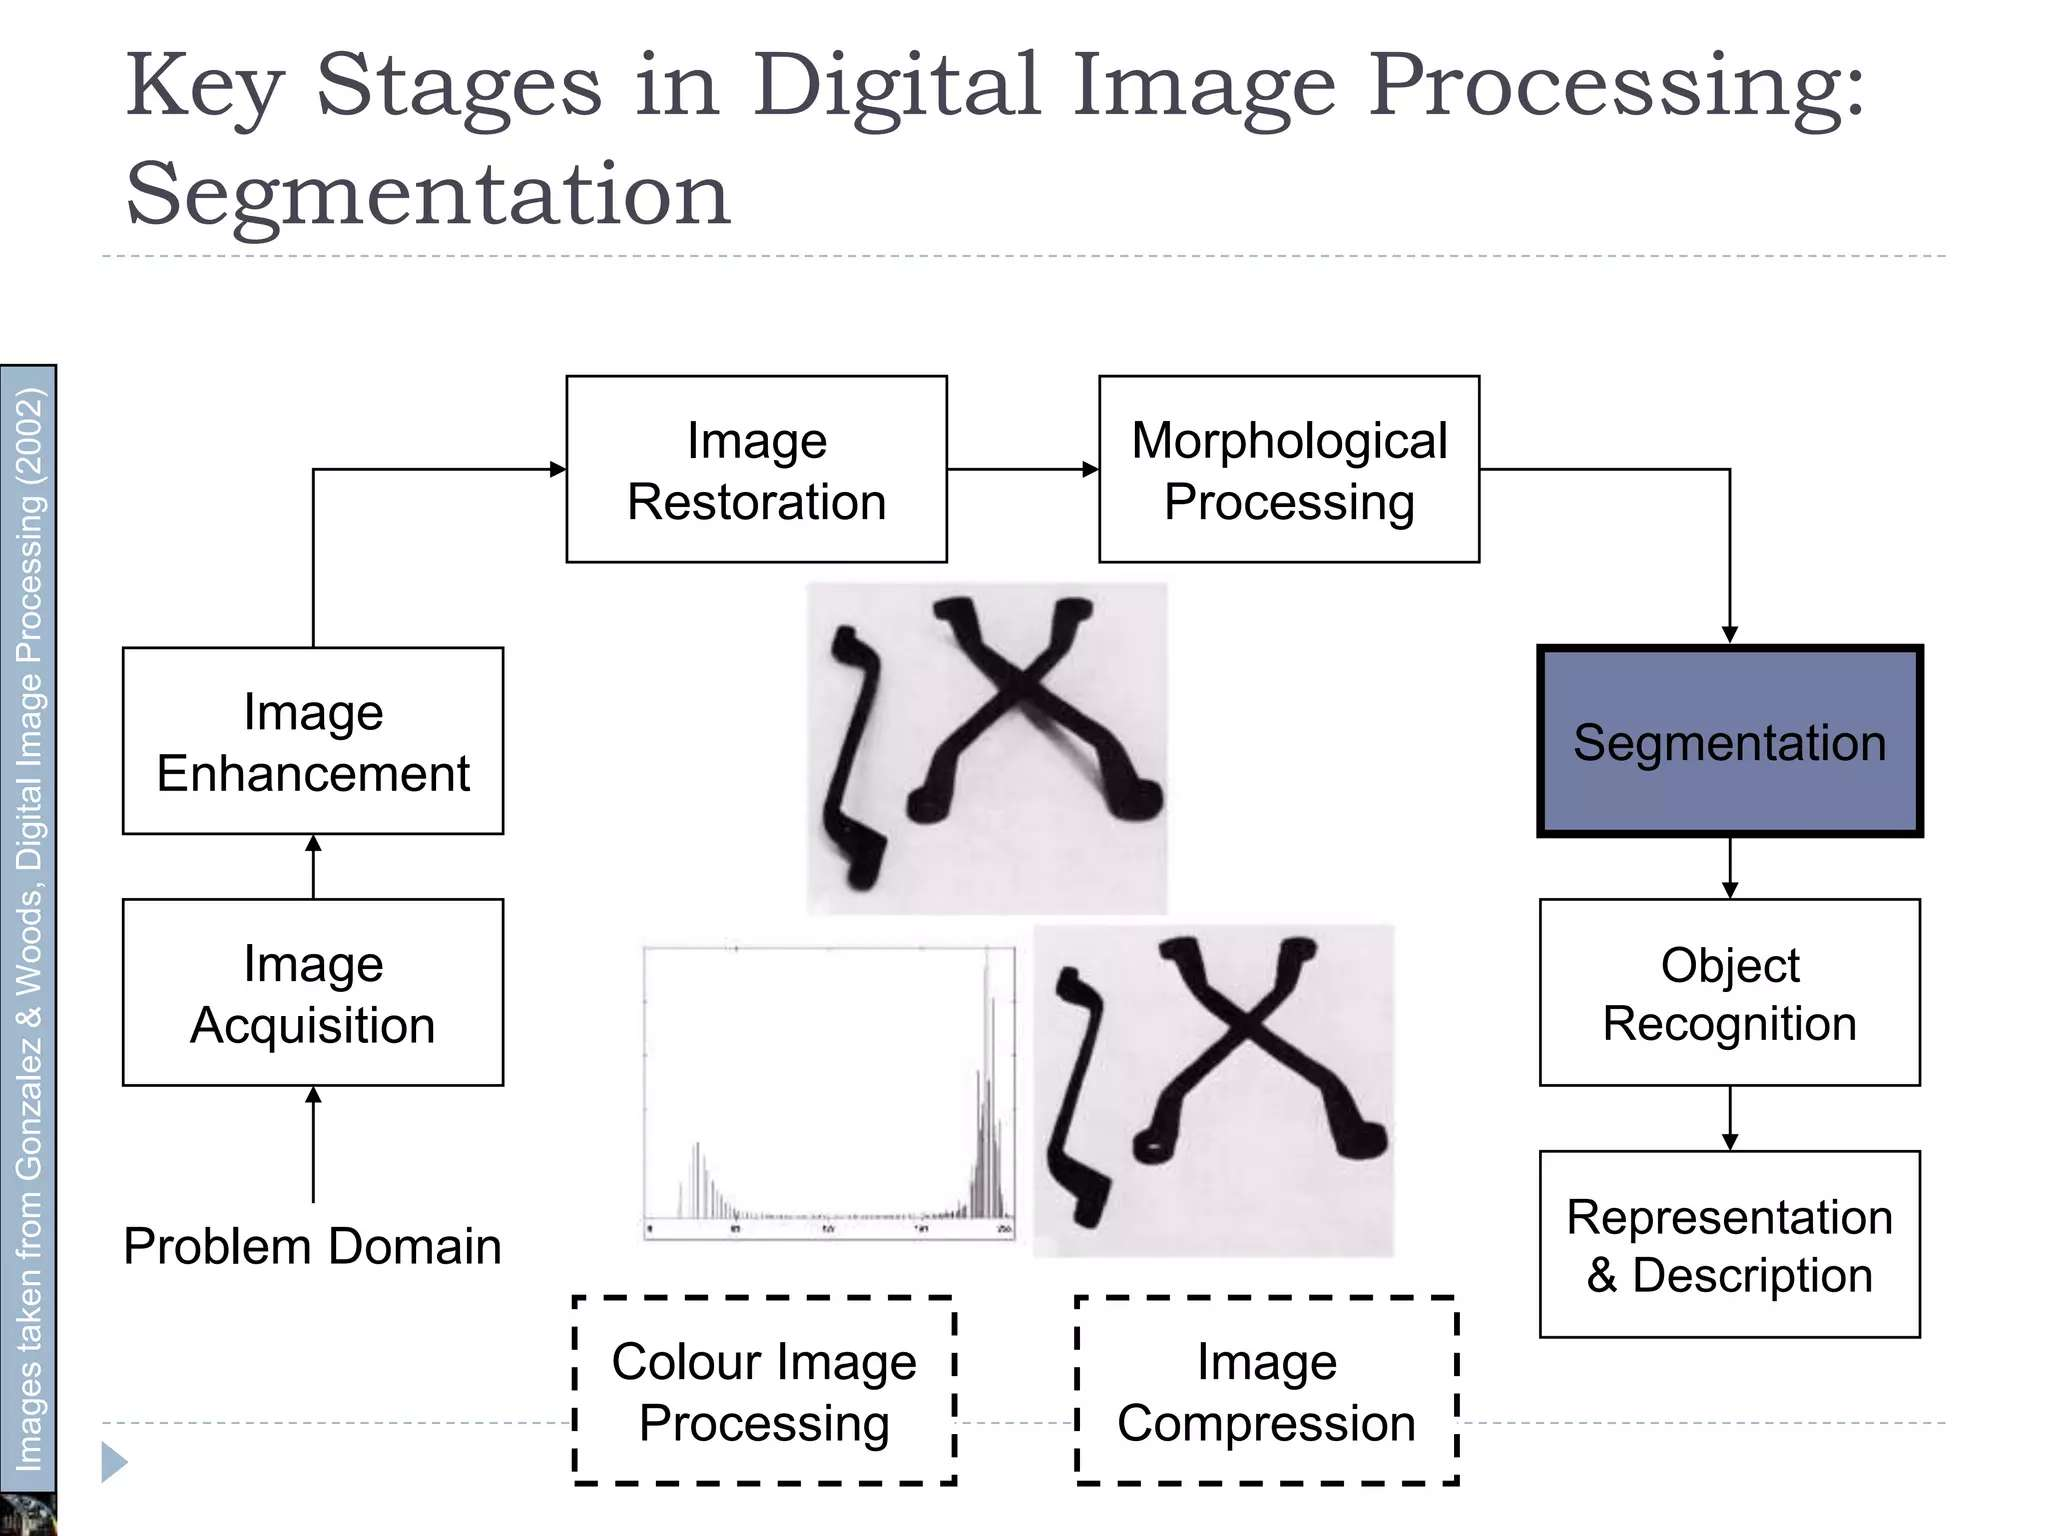 Key Stages in Digital Image Processing:
Segmentation
Images taken from Gonzalez & Woods, Digital Image Processing (2002)
Image
Restoration
Morphological
Processing
Image
Enhancement
Segmentation
Image
Acquisition
Object
Recognition
Problem Domain
Representation
& Description
Colour Image
Processing
Image
Compression